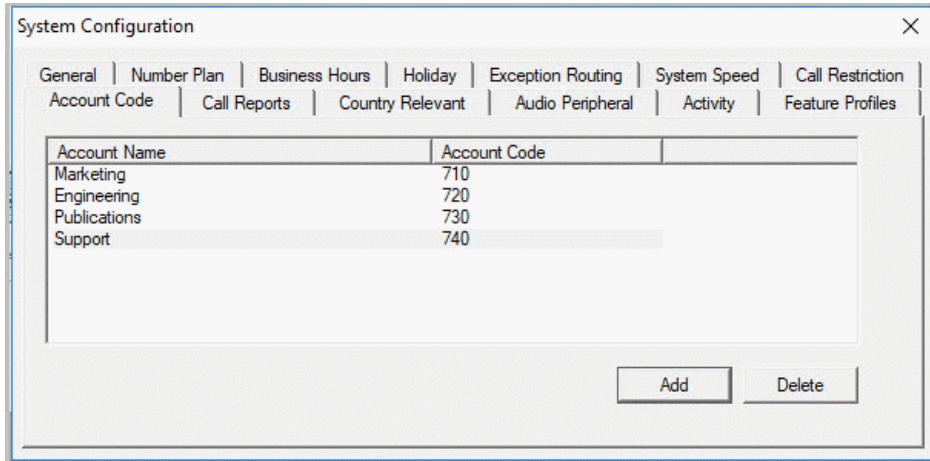 System Configuration
General Number Plan Business Hours Holiday Exception Routing System Speed Call Restriction
Account Code Call Reports Country Relevant Audio Peripheral Activity Feature Profiles
Account Name Account Code
Marketing 710
Engineering 720
Publications 730
Support 740
Add Delete